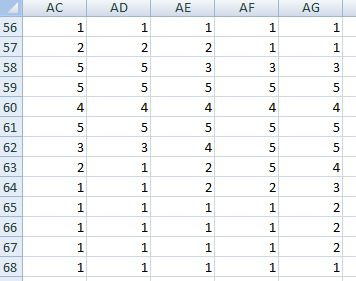 AC AD AE AF AG
56 1 1 1 1 1
57 2 2 2 1 1
58 5 5 3 3 3
59 5 5 5 5 5
60 4 4 4 4 4
61 5 5 5 5 5
62 3 3 4 5 5
63 2 1 2 5 4
64 1 1 2 2 3
65 1 1 1 1 2
66 1 1 1 1 2
67 1 1 1 1 2
68 1 1 1 1 1